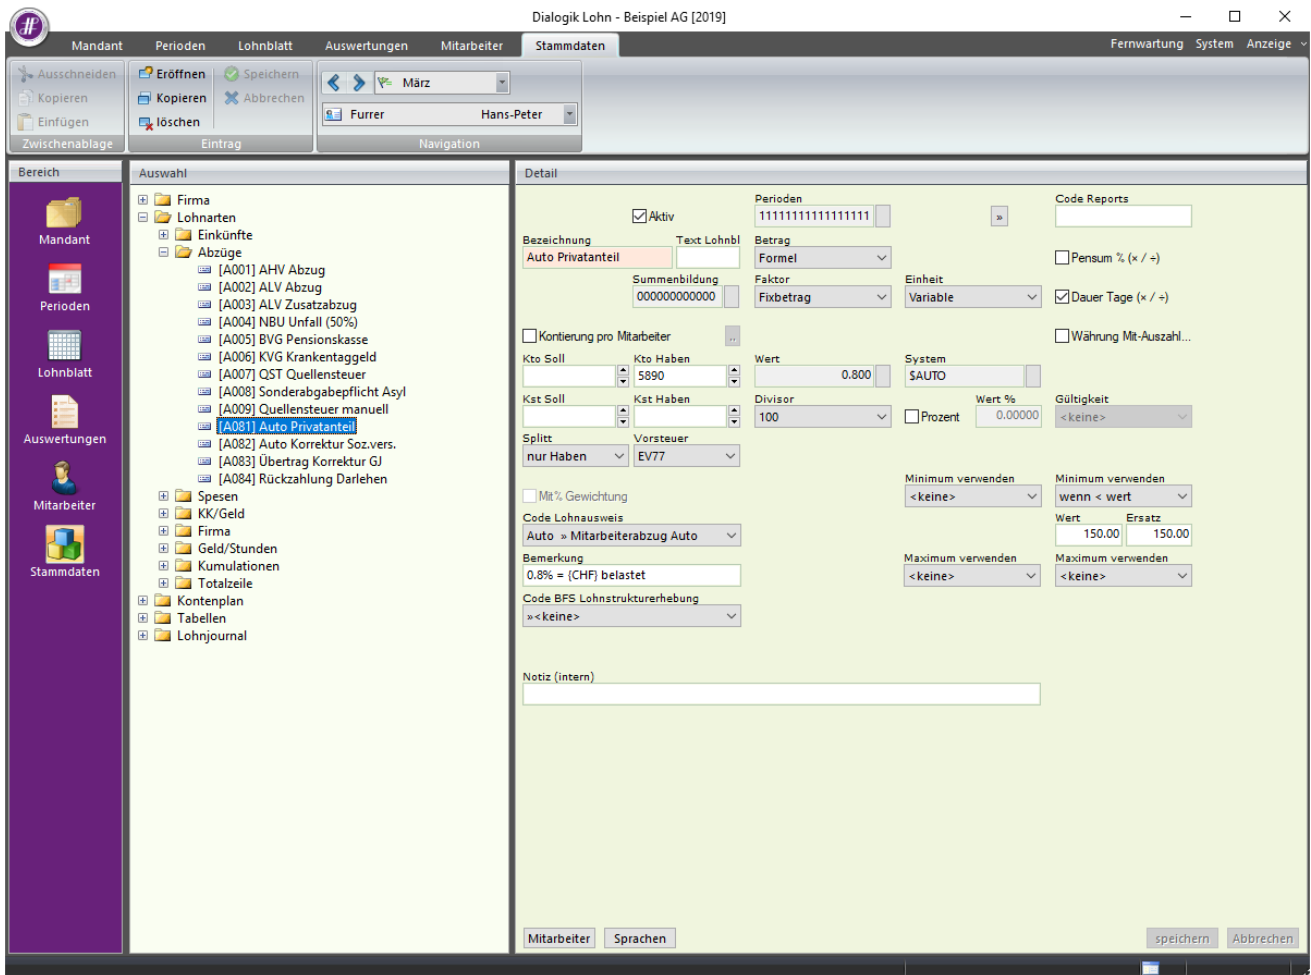 Dialogik Lohn - Beispiel AG [2019]
Mandant Perioden Lohnblatt Auswertungen Mitarbeiter Stammdaten Fernwartung System Anzeige
Ausschneiden
Kopieren
Einfügen
Zwischenablage
Eröffnen Speichern
Kopieren Abbrechen
löschen
Eintrag
März
Furrer Hans-Peter
Navigation
Bereich
Mandant
Perioden
Lohnblatt
Auswertungen
Mitarbeiter
Stammdaten
Auswahl
Firma
Lohnarten
Einkünfte
Abzüge
[A001] AHV Abzug
[A002] ALV Abzug
[A003] ALV Zusatzabzug
[A004] NBU Unfall (50%)
[A005] BVG Pensionskasse
[A006] KVG Krankentaggeld
[A007] QST Quellensteuer
[A008] Sonderabgabepflicht Asyl
[A009] Quellensteuer manuell
[A081] Auto Privatanteil
[A082] Auto Korrektur Soz.vers.
[A083] Übertrag Korrektur GJ
[A084] Rückzahlung Darlehen
Spesen
KK/Geld
Firma
Geld/Stunden
Kumulationen
Totalzeile
Kontenplan
Tabellen
Lohnjournal
Detail
Perioden Code Reports
Aktiv 11111111111111111 »
Bezeichnung Text Lohnbl Betrag
Auto Privatanteil Formel Pensum % (× / ÷)
Summenbildung Faktor Einheit
000000000000 Fixbetrag Variable Dauer Tage (× / ÷)
Kontierung pro Mitarbeiter .. Währung Mit-Auszahl...
Kto Soll Kto Haben Wert System
5890 0.800 $AUTO
Kst Soll Kst Haben Divisor Wert % Gültigkeit
100 Prozent 0.00000 <keine>
Splitt Vorsteuer
nur Haben EV77
Minimum verwenden Minimum verwenden
Mit% Gewichtung <keine> wenn < wert
Code Lohnausweis Wert Ersatz
Auto » Mitarbeiterabzug Auto 150.00 150.00
Bemerkung Maximum verwenden Maximum verwenden
0.8% = {CHF} belastet <keine> <keine>
Code BFS Lohnstrukturerhebung
»<keine>
Notiz (intern)
Mitarbeiter Sprachen speichern Abbrechen